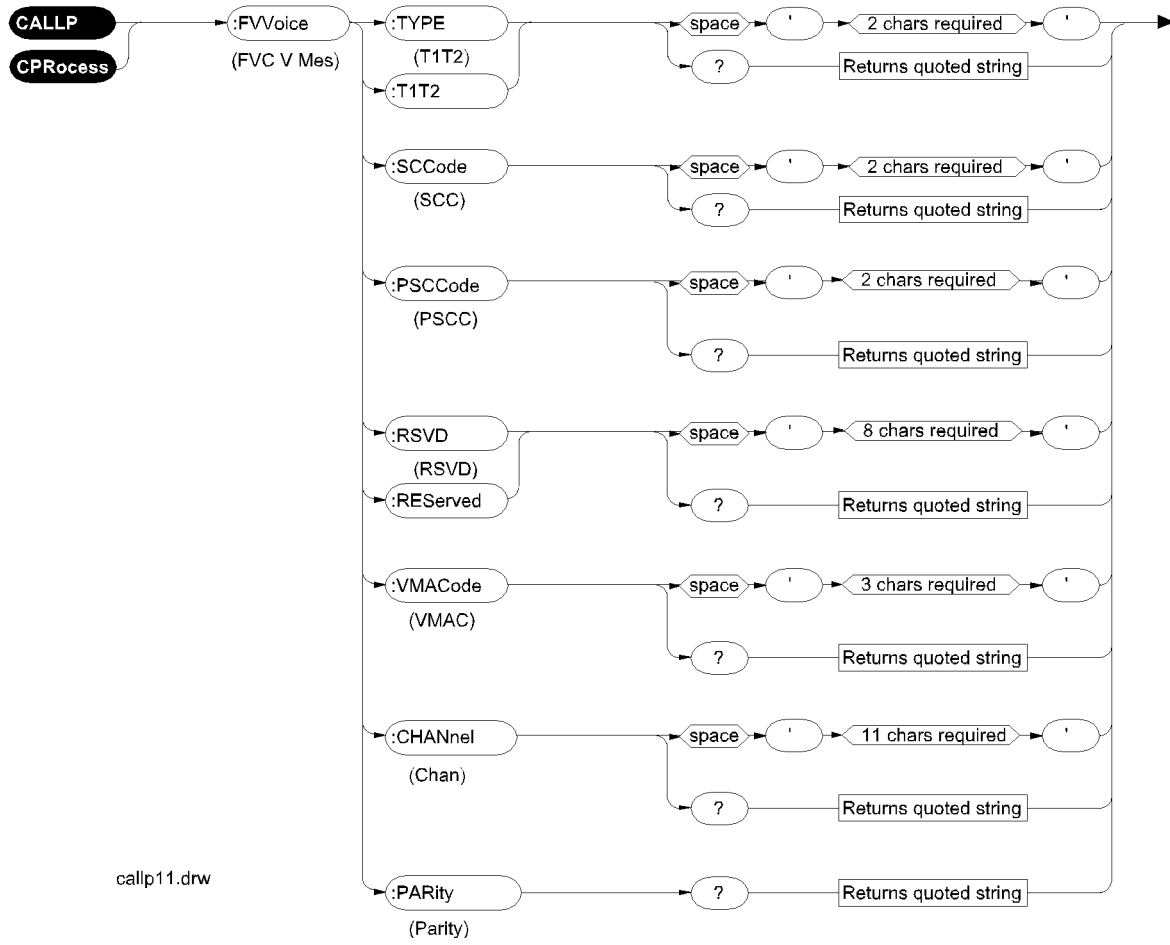 CALLP :FVVoice :TYPE space ' 2 chars required '
CPRocess (FVC V Mes) (T1T2) ? Returns quoted string
:T1T2
:SCCode space ' 2 chars required '
(SCC) ? Returns quoted string
:PSCCode space ' 2 chars required '
(PSCC)
? Returns quoted string
:RSVD space ' 8 chars required '
(RSVD)
:REServed ? Returns quoted string
:VMACode space ' 3 chars required '
(VMAC)
? Returns quoted string
:CHANnel space ' 11 chars required '
(Chan)
? Returns quoted string
callp11.drw
:PARity ? Returns quoted string
(Parity)